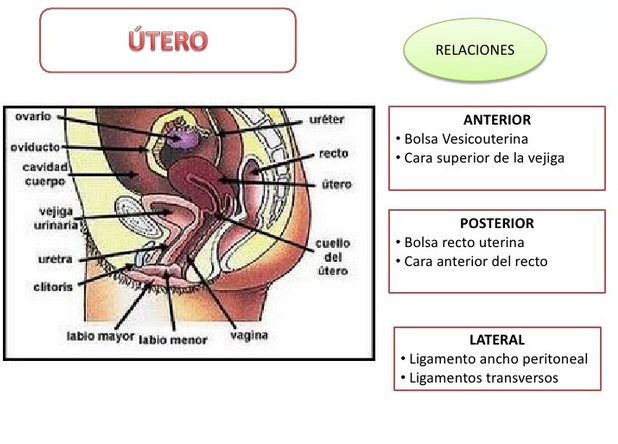 ÚTERO
RELACIONES
ovario
oviducto
cavidad
cuerpo
vejiga
urinaria
uretra
clitoris
labio mayor
labio menor
vagina
uréter
recto
útero
cuello
del
útero
ANTERIOR
• Bolsa Vesicouterina
• Cara superior de la vejiga
POSTERIOR
• Bolsa recto uterina
• Cara anterior del recto
LATERAL
• Ligamento ancho peritoneal
• Ligamentos transversos